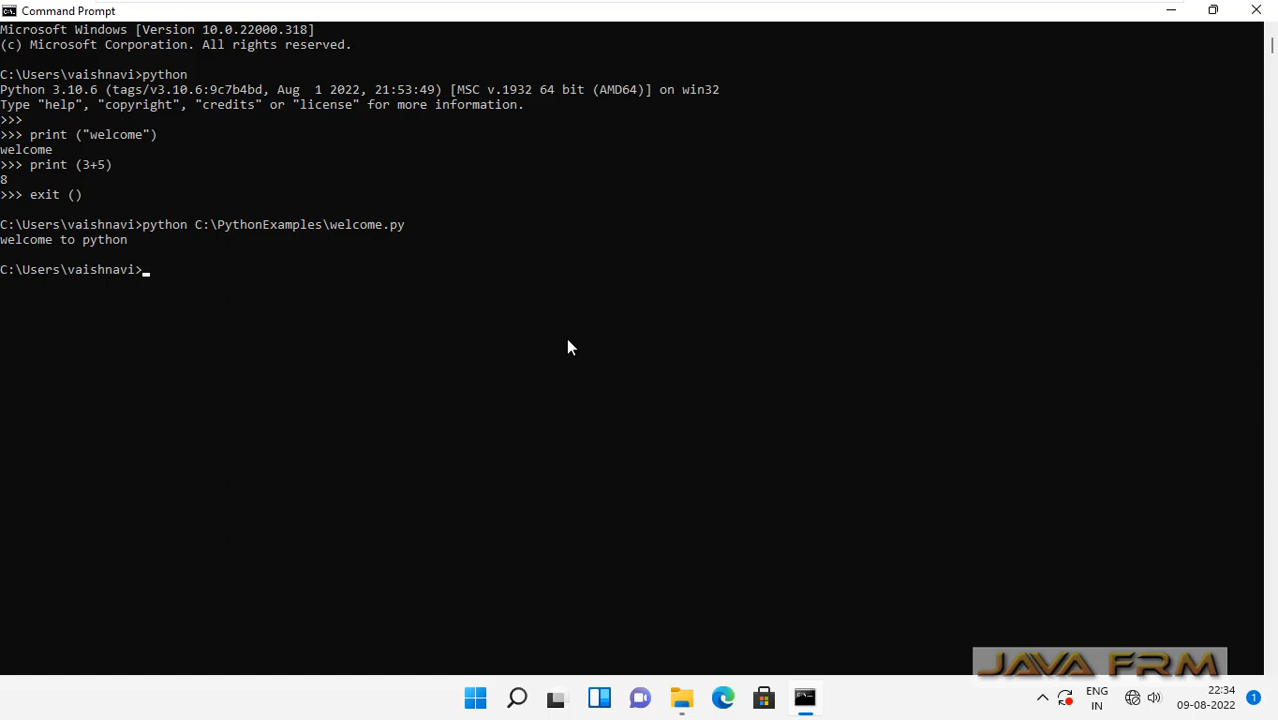 Command Prompt
Microsoft Windows [Version 10.0.22000.318]
(c) Microsoft Corporation. All rights reserved.
C:\Users\vaishnavi>python
Python 3.10.6 (tags/v3.10.6:9c7b4bd, Aug  1 2022, 21:53:49) [MSC v.1932 64 bit (AMD64)] on win32
Type "help", "copyright", "credits" or "license" for more information.
>>>
>>> print ("welcome")
welcome
>>> print (3+5)
8
>>> exit ()
C:\Users\vaishnavi>python C:\PythonExamples\welcome.py
welcome to python
C:\Users\vaishnavi>
JAVA FRM
ENG
IN
22:34
09-08-2022
1